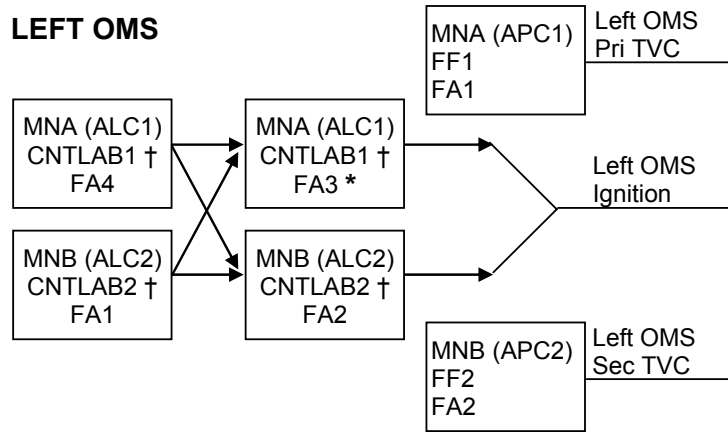 LEFT OMS
MNA (APC1)
FF1
FA1
Left OMS
Pri TVC
MNA (ALC1)
CNTLAB1 †
FA4
MNA (ALC1)
CNTLAB1 †
FA3 *
Left OMS
Ignition
MNB (ALC2)
CNTLAB2 †
FA1
MNB (ALC2)
CNTLAB2 †
FA2
MNB (APC2)
FF2
FA2
Left OMS
Sec TVC